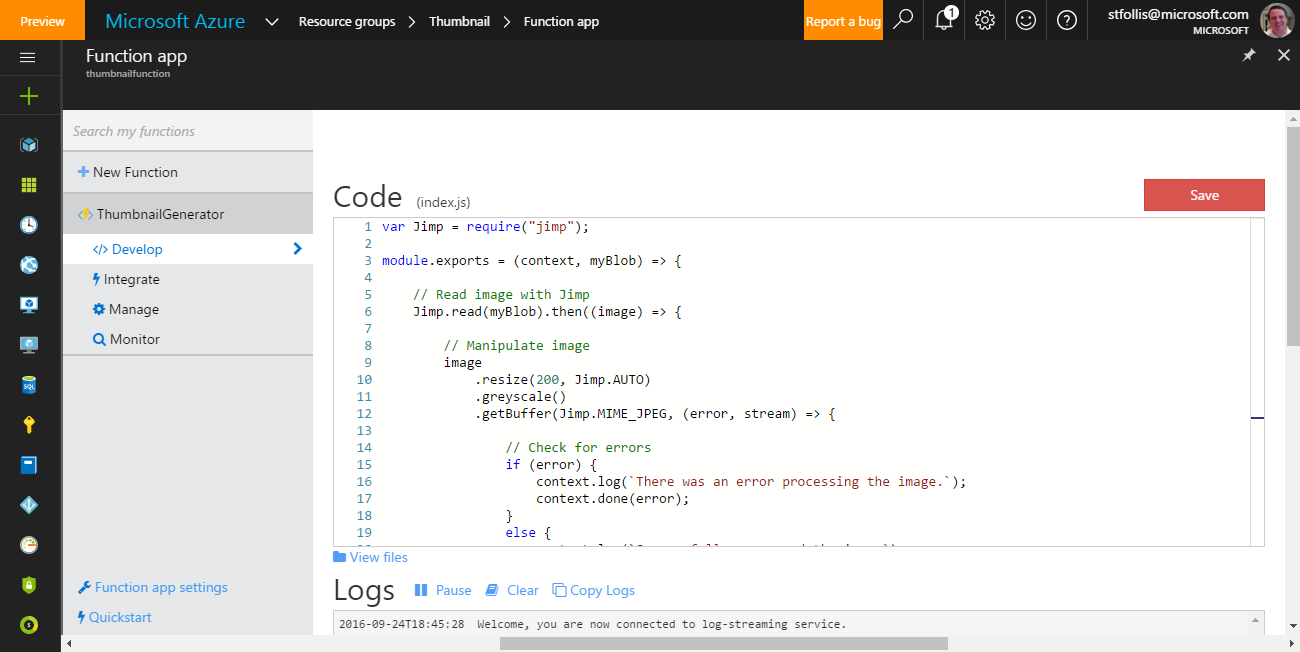 Preview
Microsoft Azure
Resource groups > Thumbnail > Function app
Report a bug
1
stfollis@microsoft.com
MICROSOFT
Function app
thumbnailfunction
Search my functions
New Function
ThumbnailGenerator
</> Develop
Integrate
Manage
Monitor
Function app settings
Quickstart
SQL
Code (index.js)
Save
1 var Jimp = require("jimp");
2
3 module.exports = (context, myBlob) => {
4
5 // Read image with Jimp
6 Jimp.read(myBlob).then((image) => {
7
8 // Manipulate image
9 image
10 .resize(200, Jimp.AUTO)
11 .greyscale()
12 .getBuffer(Jimp.MIME_JPEG, (error, stream) => {
13
14 // Check for errors
15 if (error) {
16 context.log(`There was an error processing the image.`);
17 context.done(error);
18 }
19 else {
View files
Logs
Pause
Clear
Copy Logs
2016-09-24T18:45:28 Welcome, you are now connected to log-streaming service.